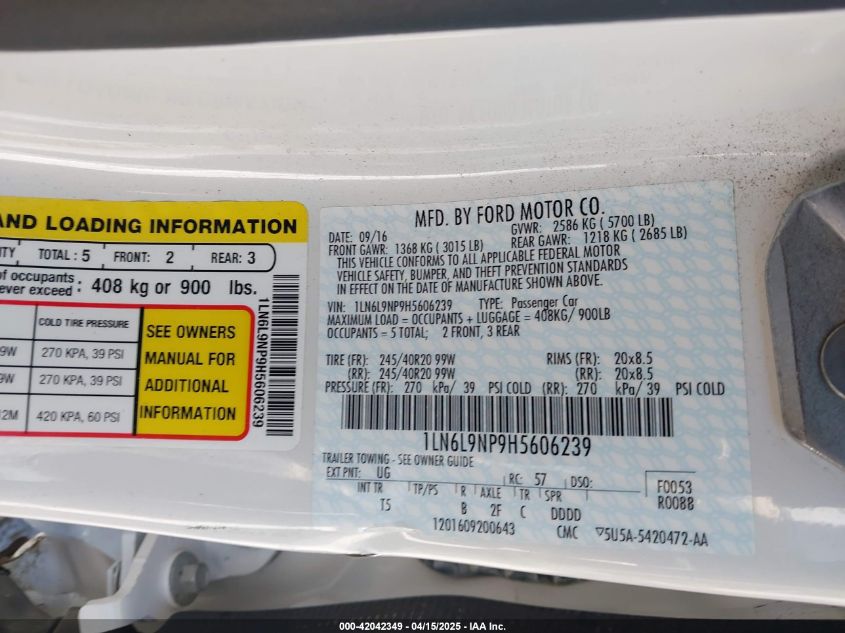 AND LOADING INFORMATION
TOTAL: 5 FRONT: 2 REAR: 3
of occupants
never exceed: 408 kg or 900 lbs.
COLD TIRE PRESSURE
270 KPA, 39 PSI
270 KPA, 39 PSI
420 KPA, 60 PSI
SEE OWNERS
MANUAL FOR
ADDITIONAL
INFORMATION
1LN6L9NP9H5606239
MFD. BY FORD MOTOR CO.
DATE: 09/16 GVWR: 2586 KG ( 5700 LB)
FRONT GAWR: 1368 KG ( 3015 LB) REAR GAWR: 1218 KG ( 2685 LB)
THIS VEHICLE CONFORMS TO ALL APPLICABLE FEDERAL MOTOR
VEHICLE SAFETY, BUMPER, AND THEFT PREVENTION STANDARDS
IN EFFECT ON THE DATE OF MANUFACTURE SHOWN ABOVE.
VIN: 1LN6L9NP9H5606239 TYPE: Passenger Car
MAXIMUM LOAD = OCCUPANTS + LUGGAGE = 408KG/ 900LB
OCCUPANTS = 5 TOTAL; 2 FRONT, 3 REAR
TIRE (FR): 245/40R20 99W RIMS (FR): 20x8.5
(RR): 245/40R20 99W (RR): 20x8.5
PRESSURE (FR): 270 kPa/ 39 PSI COLD (RR): 270 kPa/ 39 PSI COLD
1LN6L9NP9H5606239
TRAILER TOWING - SEE OWNER GUIDE
EXT PNT: UG RC: 57 DSO: F0053
INT TR TP/PS R AXLE TR SPR R0088
T5 B 2F C DDDD
1201609200643 CMC ▽5U5A-5420472-AA
000-42042349 - 04/15/2025 - IAA Inc.